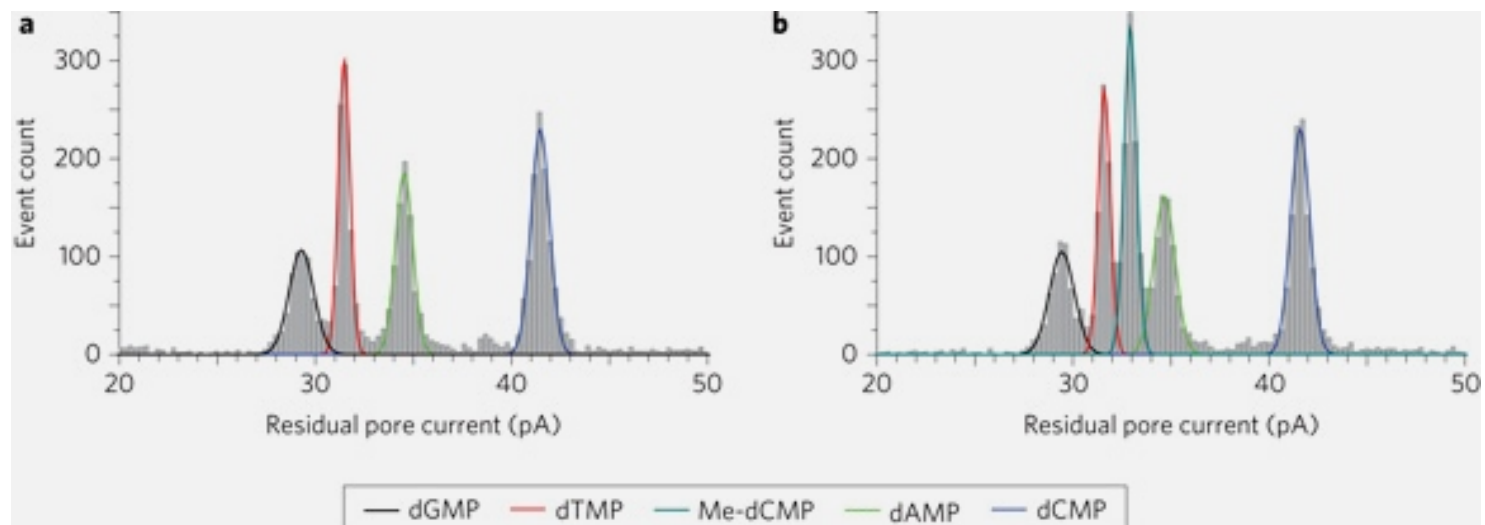 a
300
200
100
0
Event count
20 30 40 50
Residual pore current (pA)
b
300
200
100
0
Event count
20 30 40 50
Residual pore current (pA)
dGMP dTMP Me-dCMP dAMP dCMP